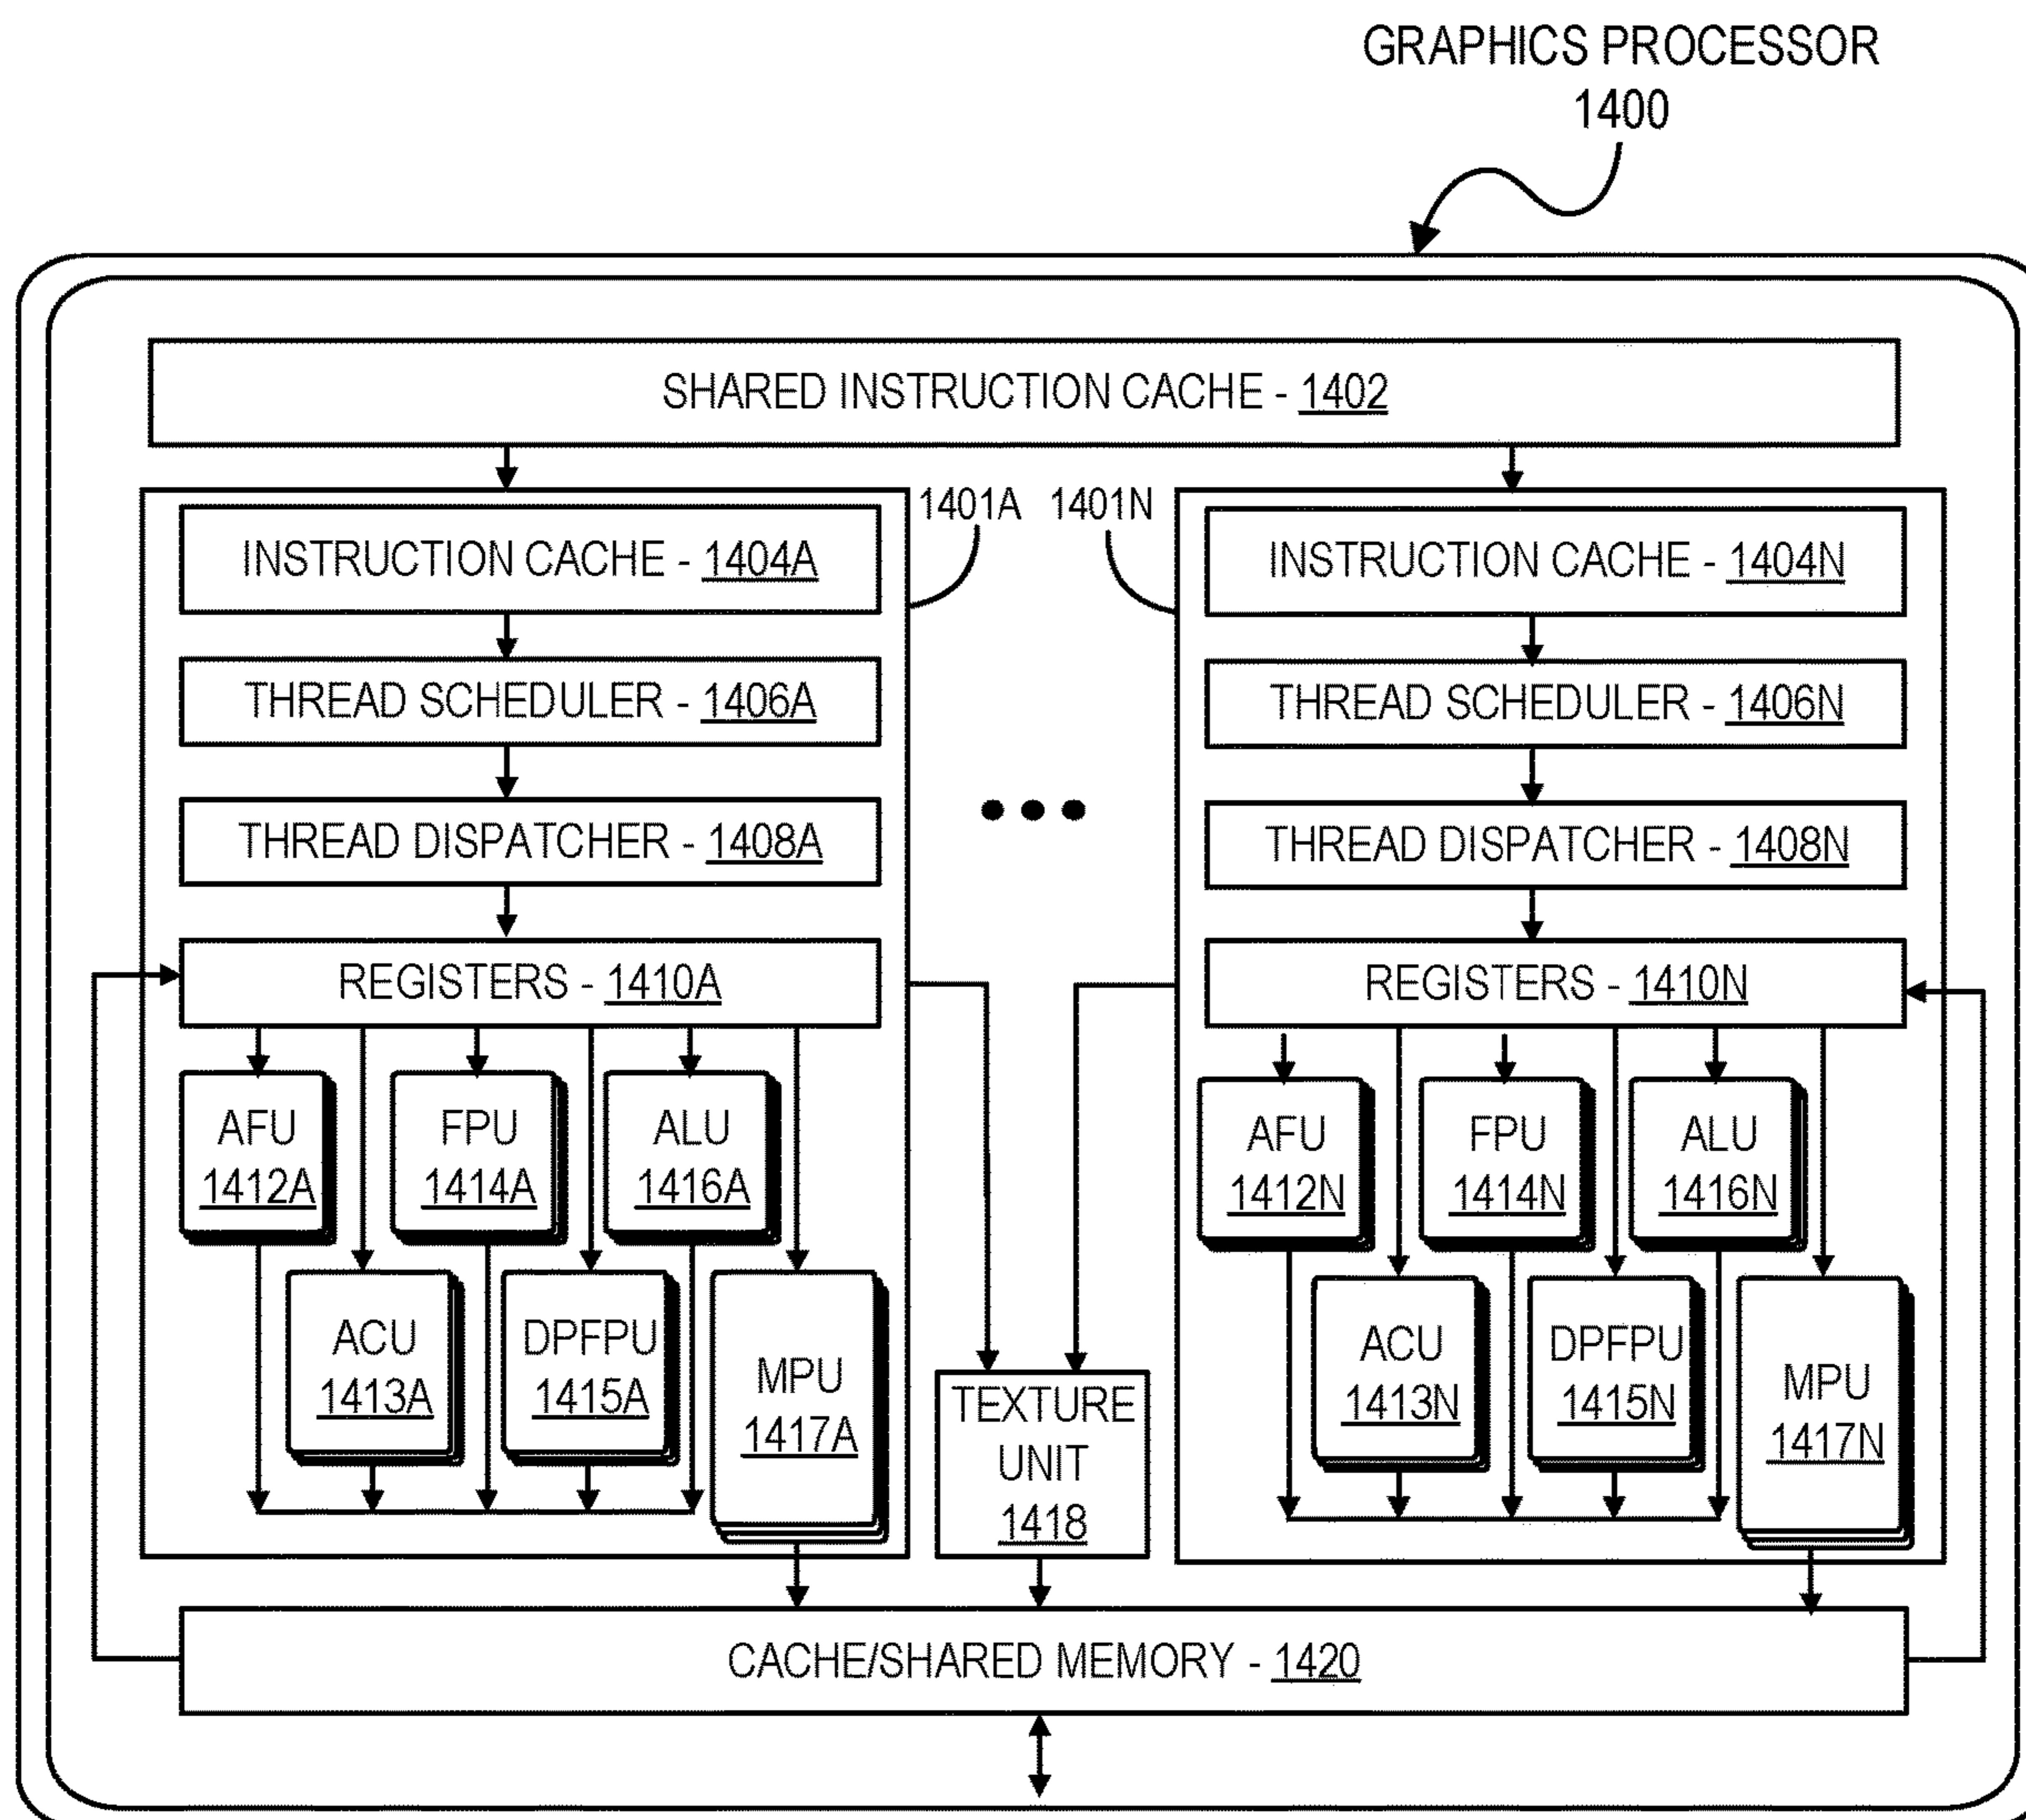 GRAPHICS PROCESSOR
1400
SHARED INSTRUCTION CACHE - 1402
1401A
1401N
INSTRUCTION CACHE - 1404A
THREAD SCHEDULER - 1406A
THREAD DISPATCHER - 1408A
REGISTERS - 1410A
AFU
1412A
FPU
1414A
ALU
1416A
ACU
1413A
DPFPU
1415A
MPU
1417A
TEXTURE
UNIT
1418
INSTRUCTION CACHE - 1404N
THREAD SCHEDULER - 1406N
THREAD DISPATCHER - 1408N
REGISTERS - 1410N
AFU
1412N
FPU
1414N
ALU
1416N
ACU
1413N
DPFPU
1415N
MPU
1417N
CACHE/SHARED MEMORY - 1420